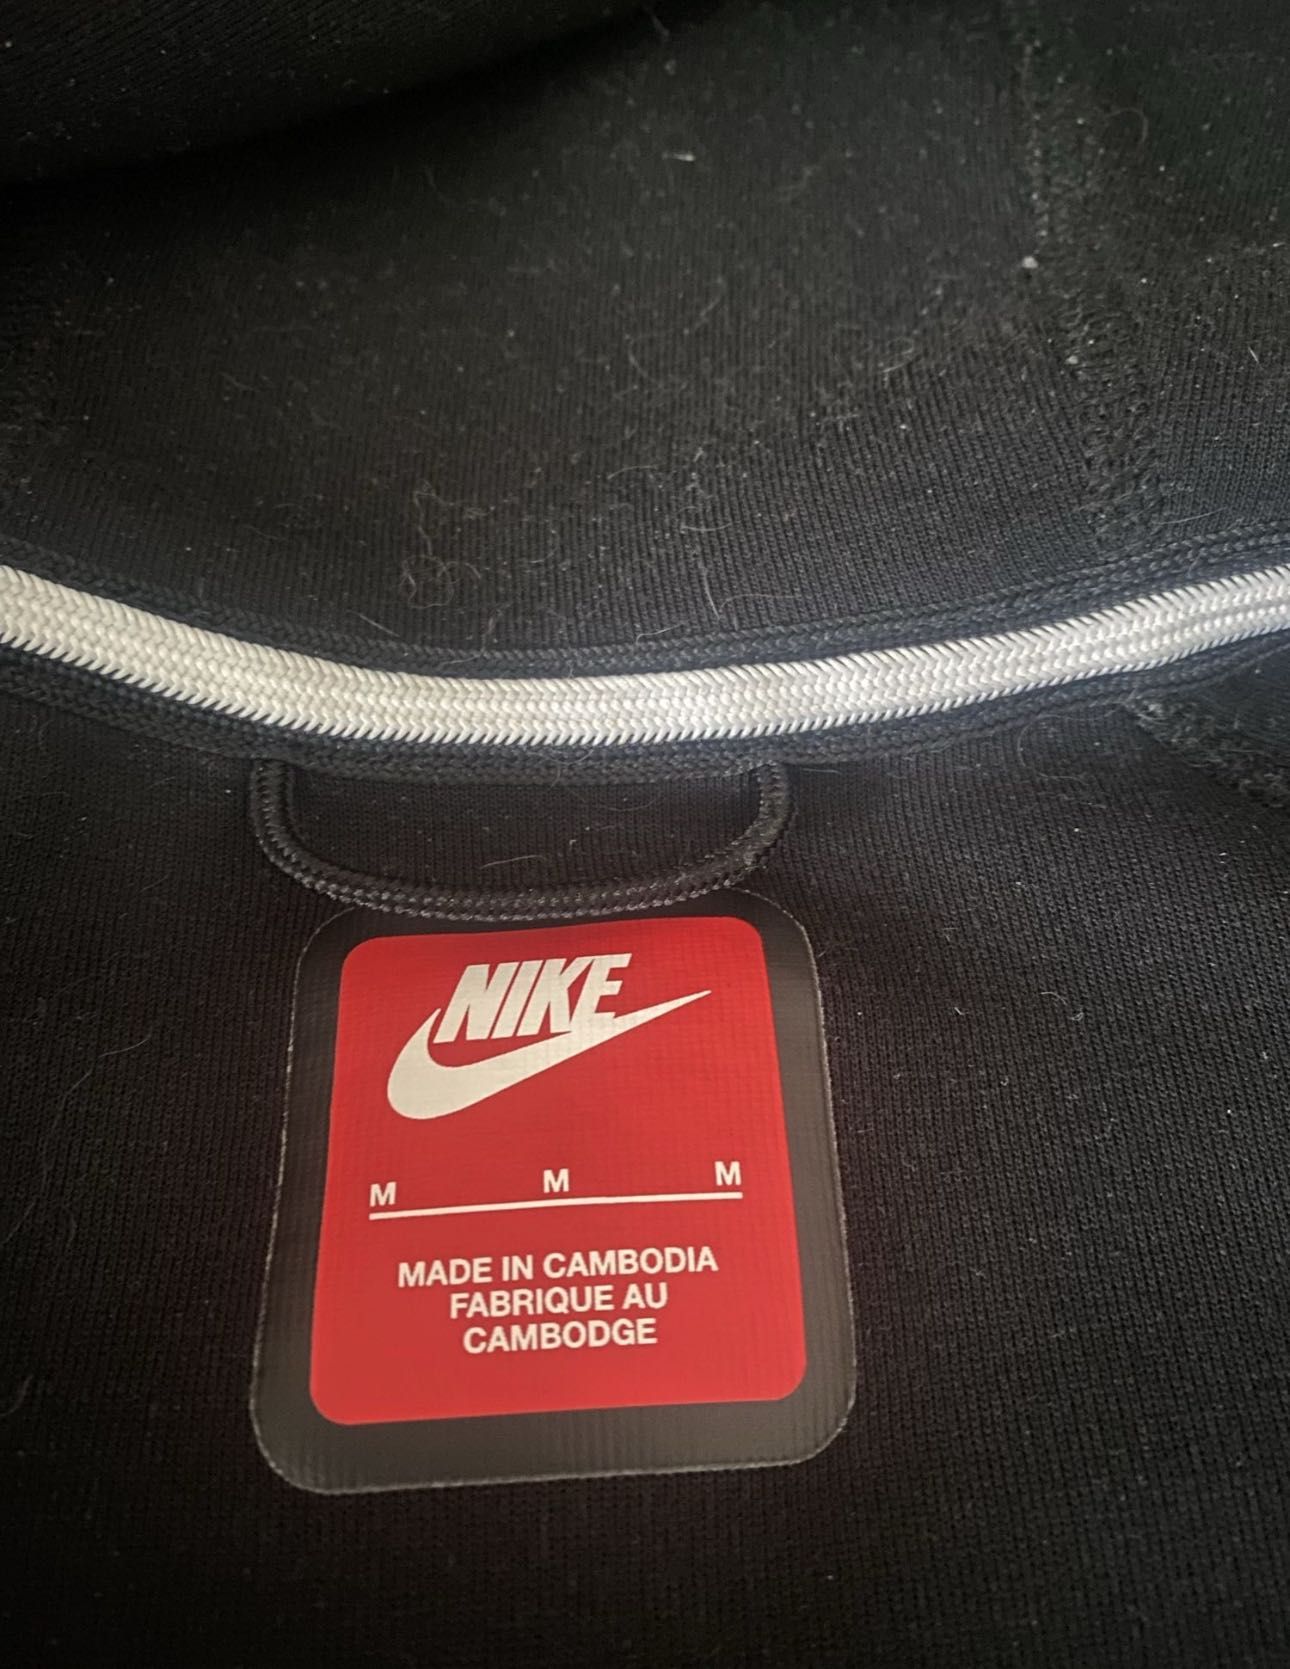 NIKE
M M M
MADE IN CAMBODIA
FABRIQUE AU
CAMBODGE